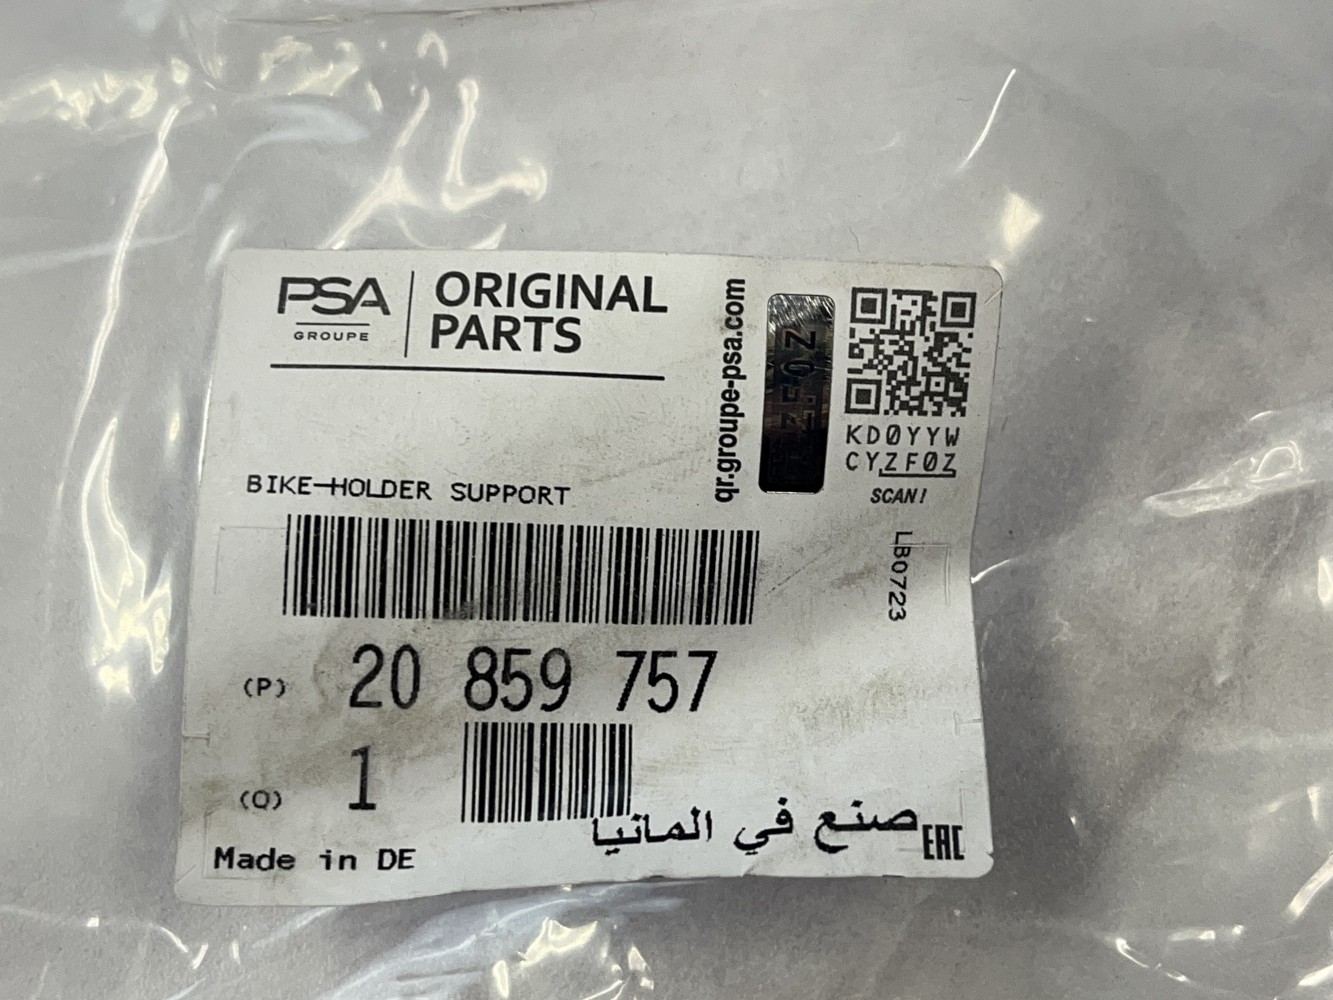 PSA
GROUPE
ORIGINAL
PARTS
qr.groupe-psa.com
ZF0Z
KD0YYW
CYZF0Z
SCAN!
BIKE-HOLDER SUPPORT
LB0723
(P) 20 859 757
(Q) 1
صنع في المانيا
EAC
Made in DE